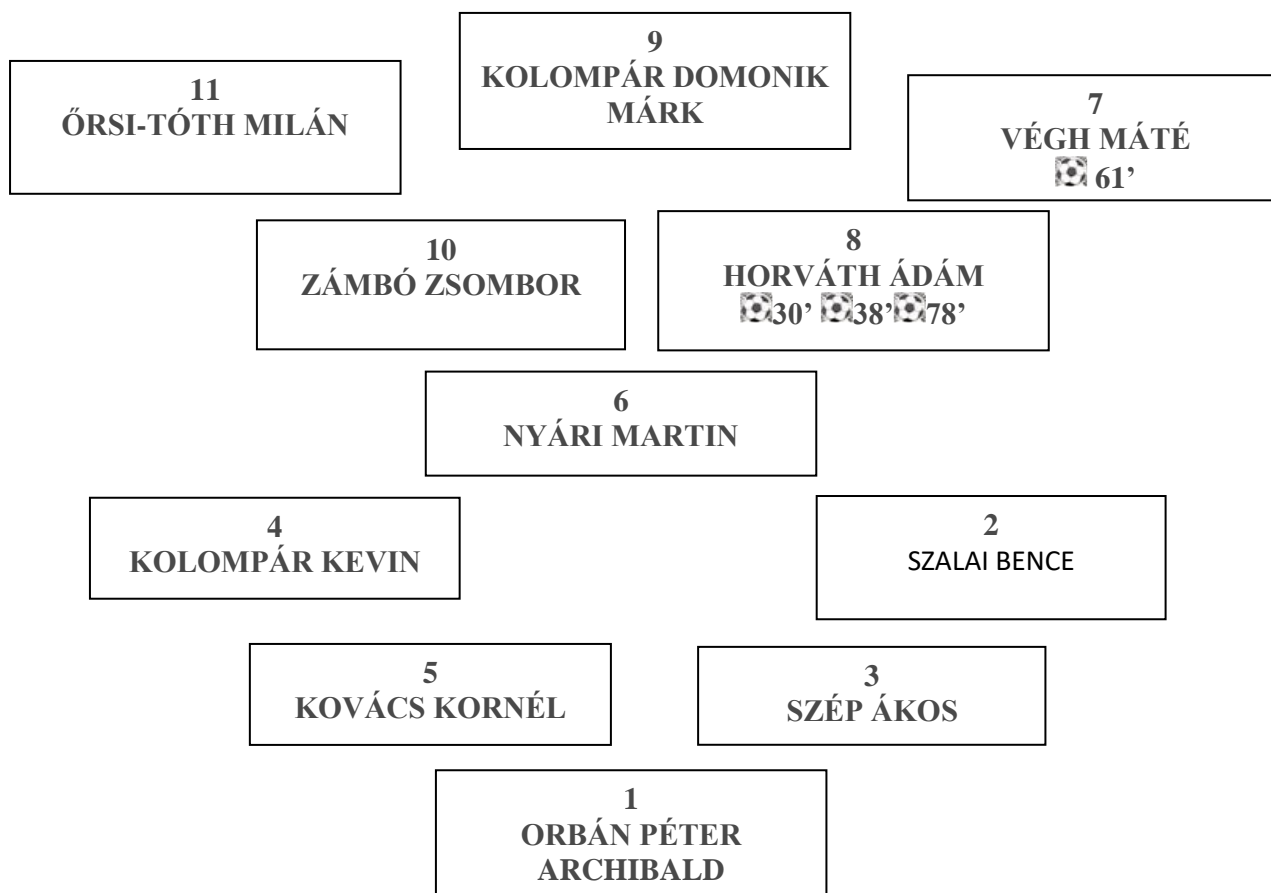 9
KOLOMPÁR DOMONIK
MÁRK
11
ŐRSI-TÓTH MILÁN
7
VÉGH MÁTÉ
61’
10
ZÁMBÓ ZSOMBOR
8
HORVÁTH ÁDÁM
30’ 38’ 78’
6
NYÁRI MARTIN
4
KOLOMPÁR KEVIN
2
SZALAI BENCE
5
KOVÁCS KORNÉL
3
SZÉP ÁKOS
1
ORBÁN PÉTER
ARCHIBALD